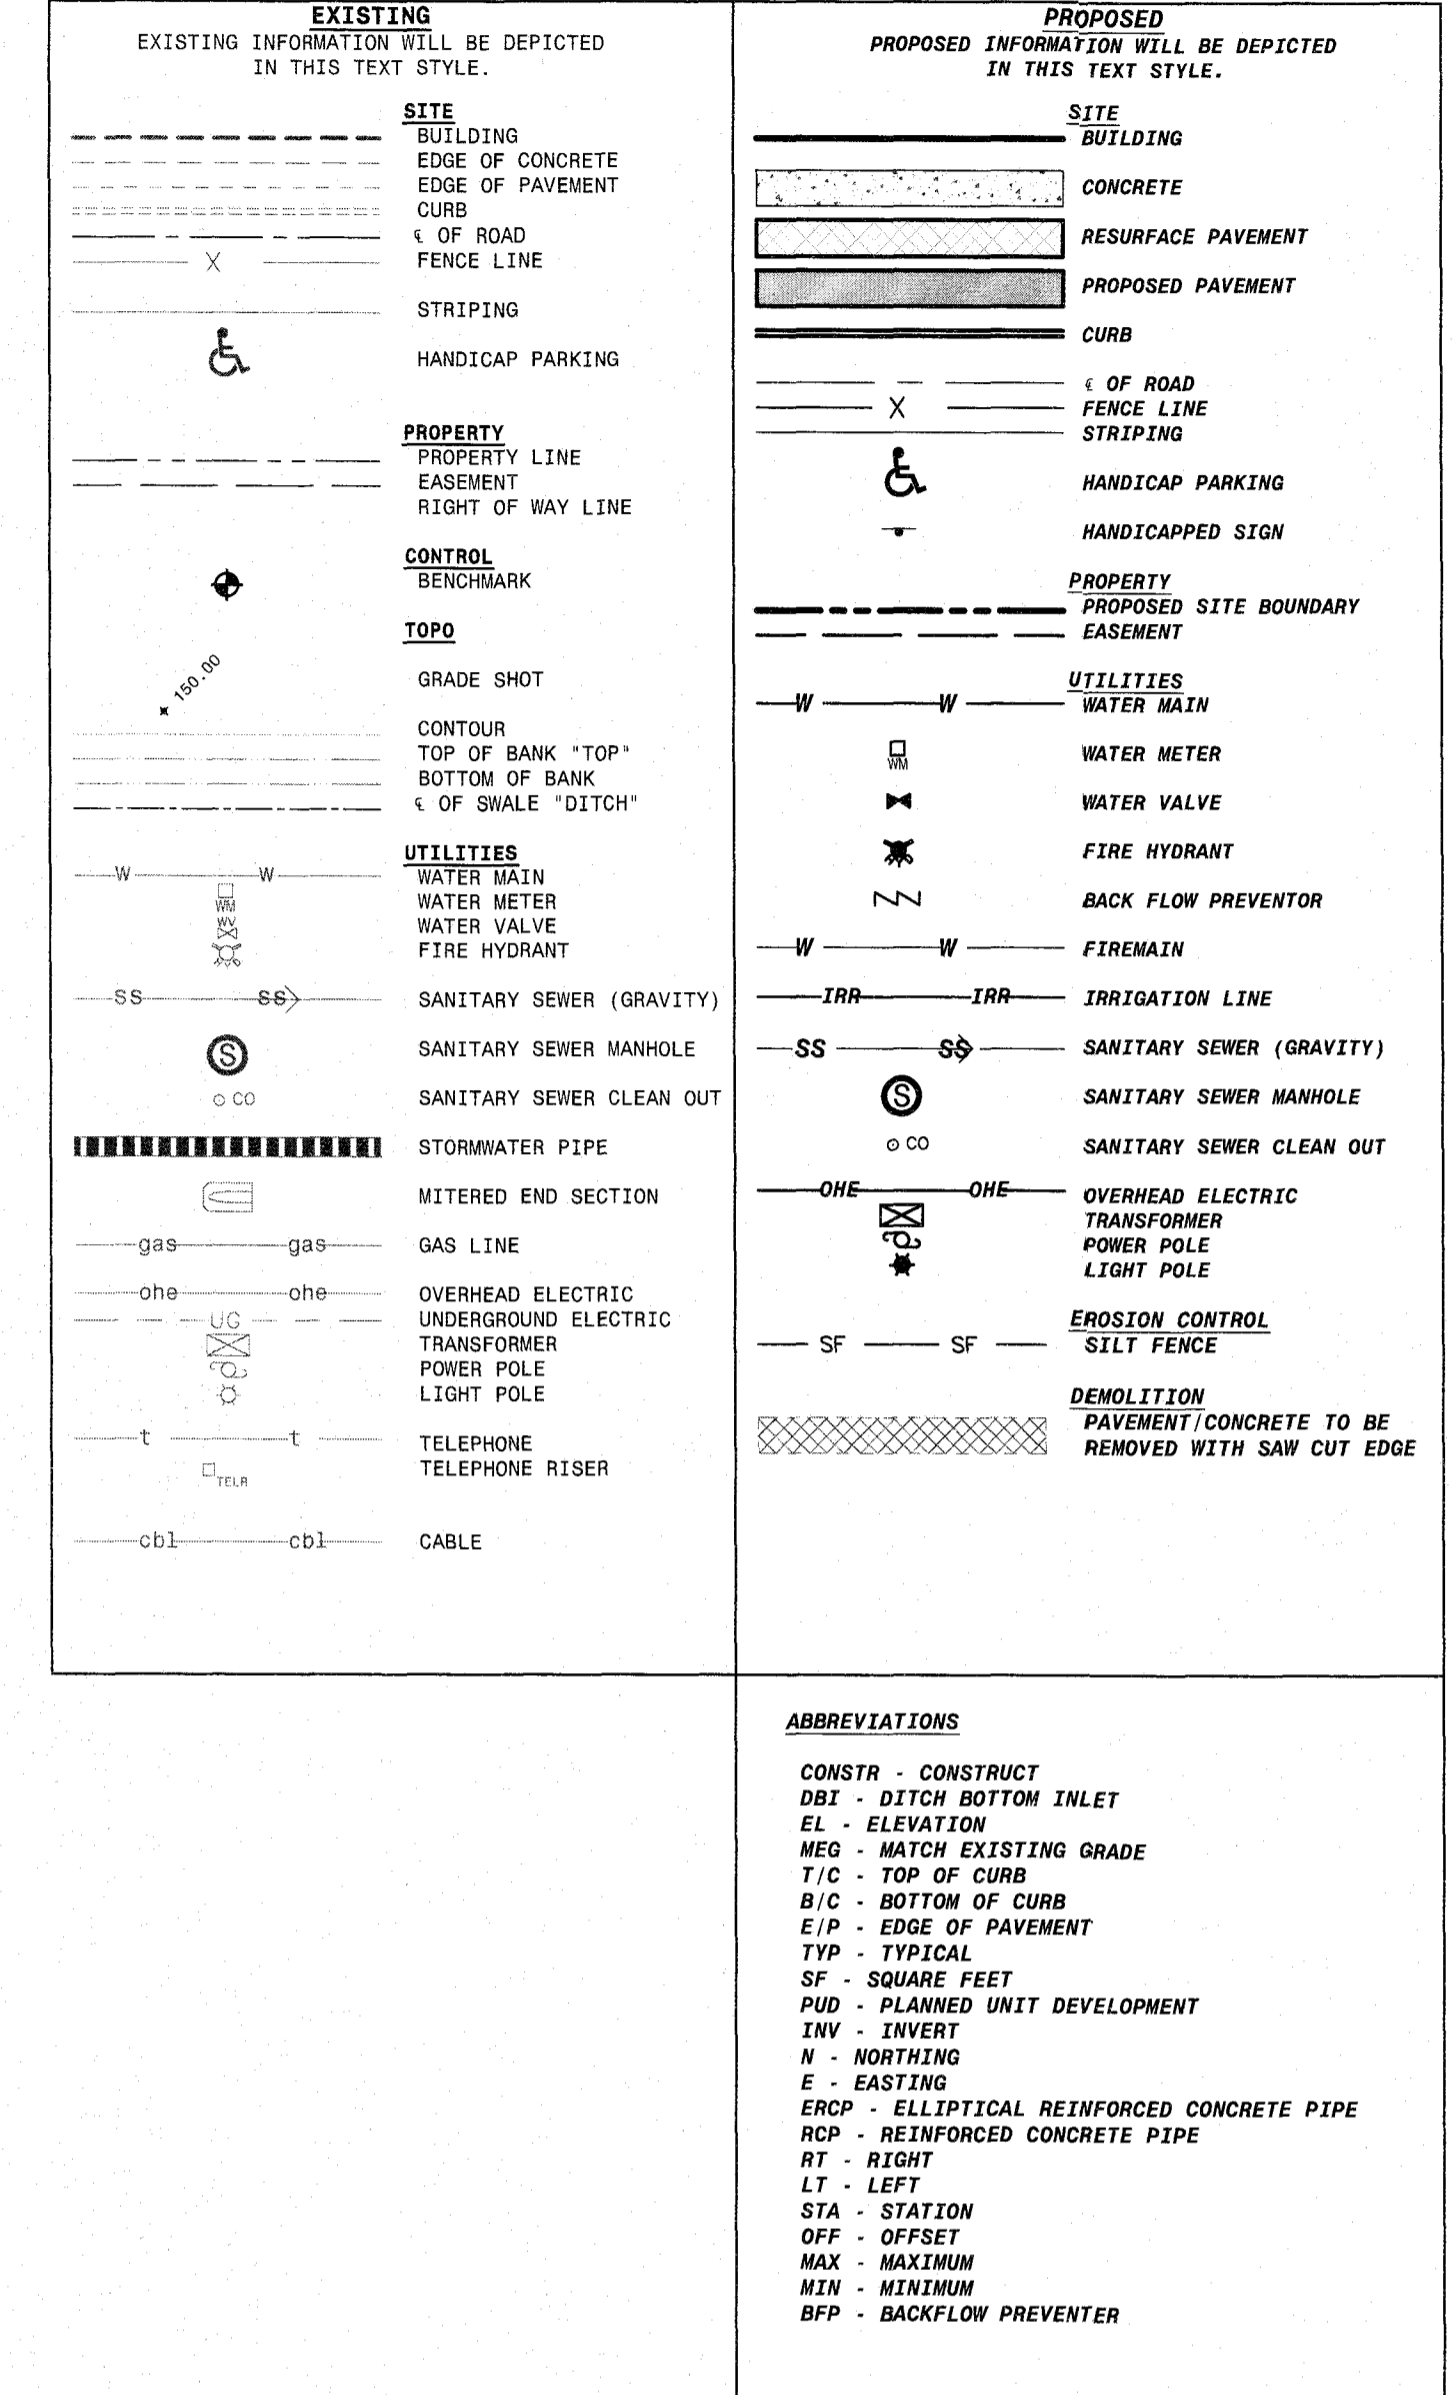 EXISTING
EXISTING INFORMATION WILL BE DEPICTED
IN THIS TEXT STYLE.
SITE
BUILDING
EDGE OF CONCRETE
EDGE OF PAVEMENT
CURB
℄ OF ROAD
X FENCE LINE
STRIPING
HANDICAP PARKING
PROPERTY
PROPERTY LINE
EASEMENT
RIGHT OF WAY LINE
CONTROL
BENCHMARK
TOPO
150.00 GRADE SHOT
CONTOUR
TOP OF BANK "TOP"
BOTTOM OF BANK
℄ OF SWALE "DITCH"
UTILITIES
W W WATER MAIN
WM WATER METER
WV WATER VALVE
FIRE HYDRANT
SS SS SANITARY SEWER (GRAVITY)
S SANITARY SEWER MANHOLE
CO SANITARY SEWER CLEAN OUT
STORMWATER PIPE
MITERED END SECTION
gas gas GAS LINE
ohe ohe OVERHEAD ELECTRIC
UG UNDERGROUND ELECTRIC
TRANSFORMER
POWER POLE
LIGHT POLE
t t TELEPHONE
TELR TELEPHONE RISER
cbl cbl CABLE
PROPOSED
PROPOSED INFORMATION WILL BE DEPICTED
IN THIS TEXT STYLE.
SITE
BUILDING
CONCRETE
RESURFACE PAVEMENT
PROPOSED PAVEMENT
CURB
℄ OF ROAD
X FENCE LINE
STRIPING
HANDICAP PARKING
HANDICAPPED SIGN
PROPERTY
PROPOSED SITE BOUNDARY
EASEMENT
UTILITIES
W W WATER MAIN
WM WATER METER
WATER VALVE
FIRE HYDRANT
BACK FLOW PREVENTOR
W W FIREMAIN
IRR IRR IRRIGATION LINE
SS SS SANITARY SEWER (GRAVITY)
S SANITARY SEWER MANHOLE
CO SANITARY SEWER CLEAN OUT
OHE OHE OVERHEAD ELECTRIC
TRANSFORMER
POWER POLE
LIGHT POLE
EROSION CONTROL
SF SF SILT FENCE
DEMOLITION
PAVEMENT/CONCRETE TO BE
REMOVED WITH SAW CUT EDGE
ABBREVIATIONS
CONSTR - CONSTRUCT
DBI - DITCH BOTTOM INLET
EL - ELEVATION
MEG - MATCH EXISTING GRADE
T/C - TOP OF CURB
B/C - BOTTOM OF CURB
E/P - EDGE OF PAVEMENT
TYP - TYPICAL
SF - SQUARE FEET
PUD - PLANNED UNIT DEVELOPMENT
INV - INVERT
N - NORTHING
E - EASTING
ERCP - ELLIPTICAL REINFORCED CONCRETE PIPE
RCP - REINFORCED CONCRETE PIPE
RT - RIGHT
LT - LEFT
STA - STATION
OFF - OFFSET
MAX - MAXIMUM
MIN - MINIMUM
BFP - BACKFLOW PREVENTER